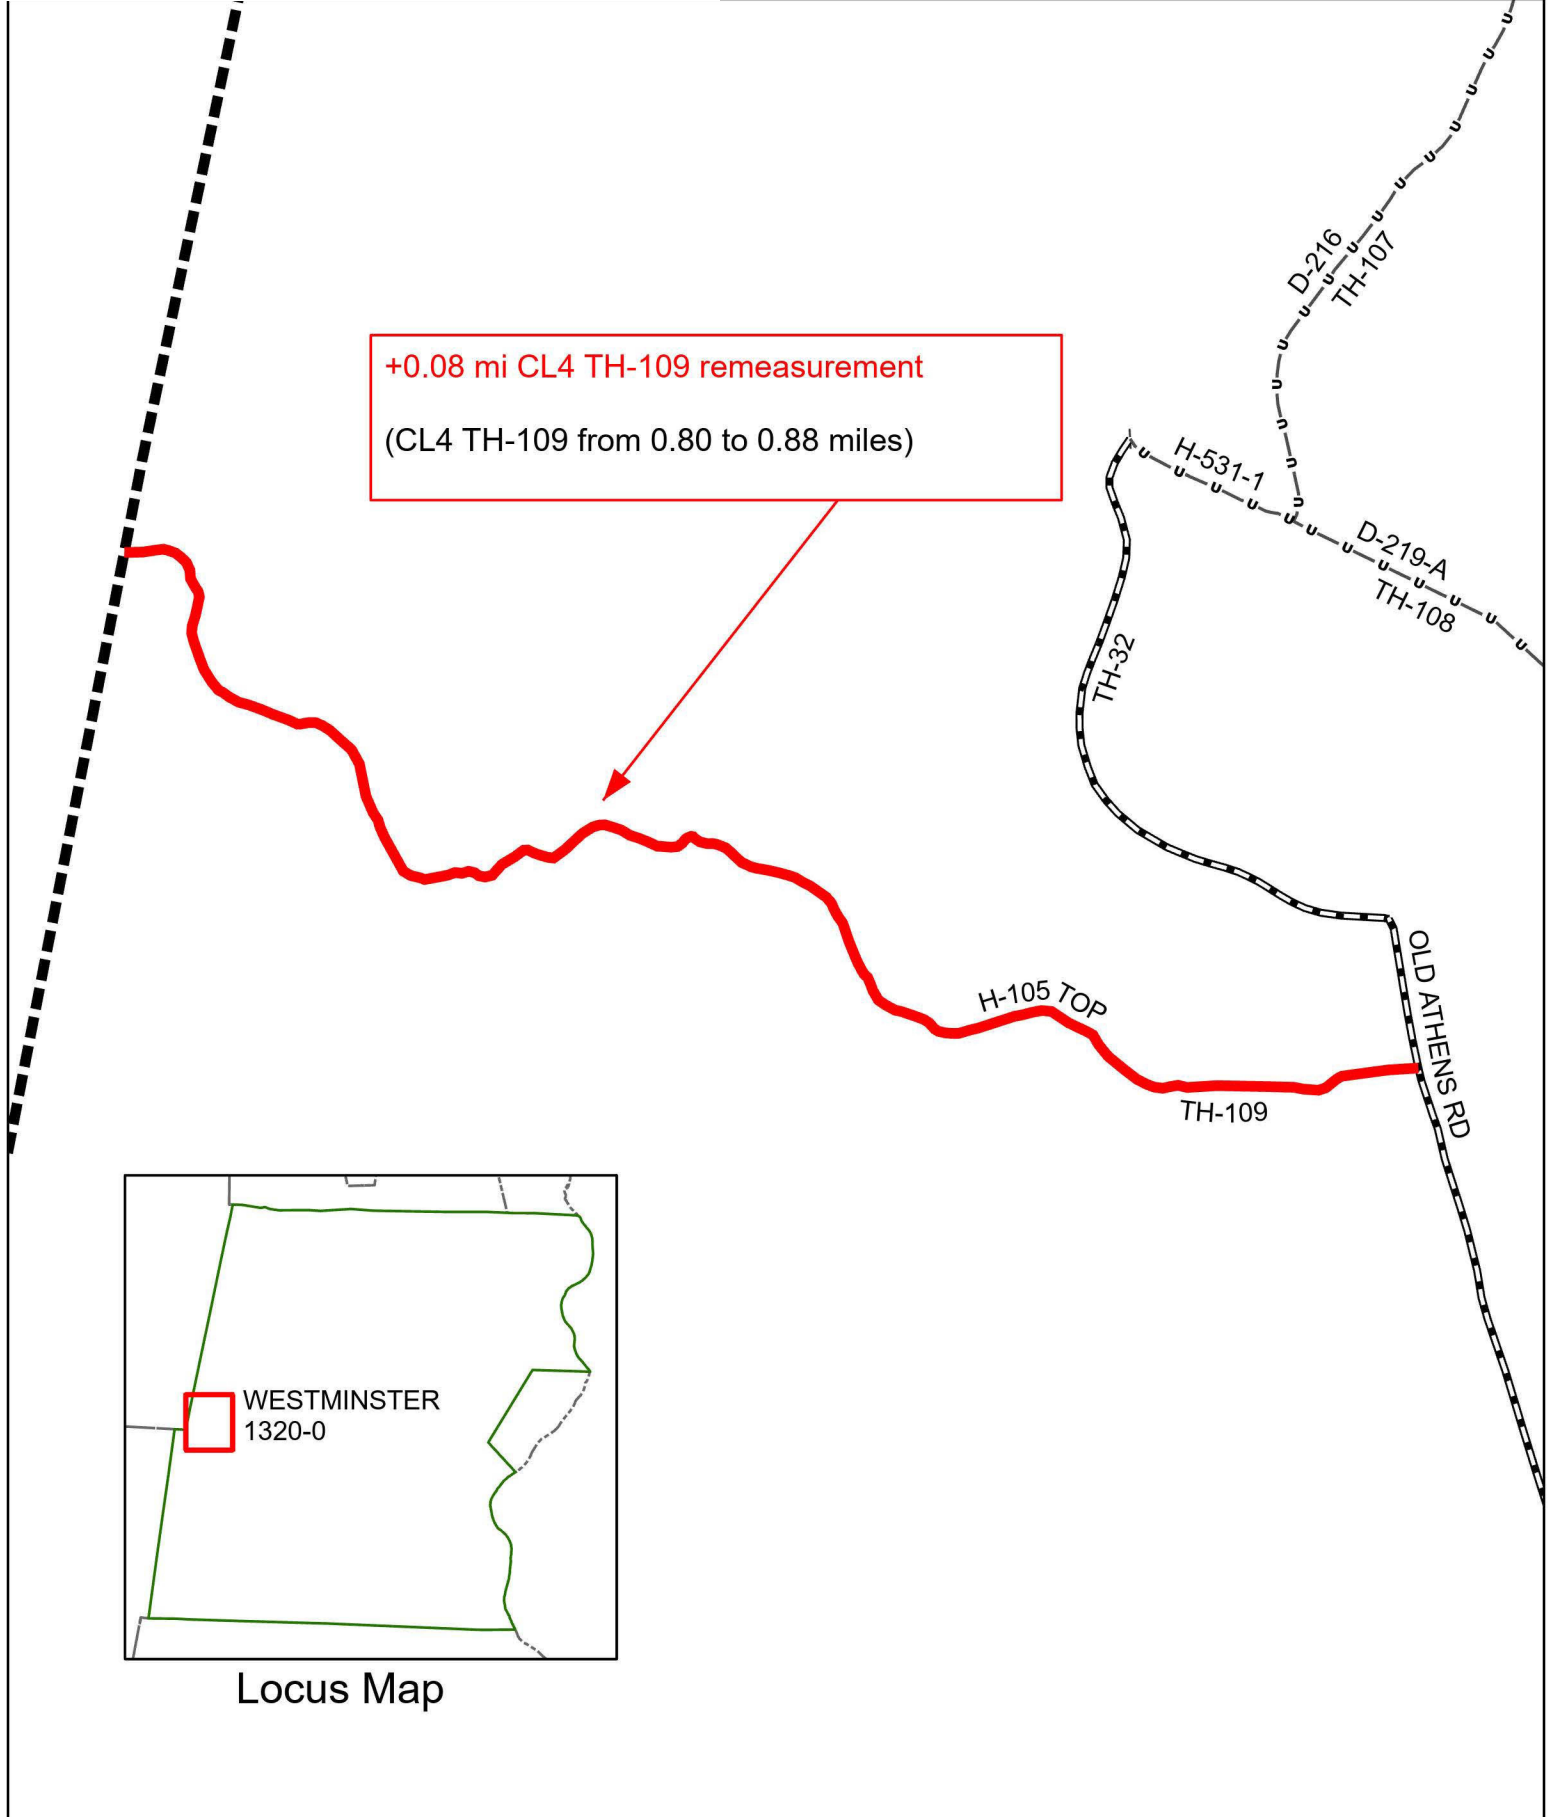 D-216
TH-107
+0.08 mi CL4 TH-109 remeasurement
(CL4 TH-109 from 0.80 to 0.88 miles)
H-531-1
D-219-A
TH-108
TH-32
OLD ATHENS RD
H-105 TOP
TH-109
WESTMINSTER
1320-0
Locus Map